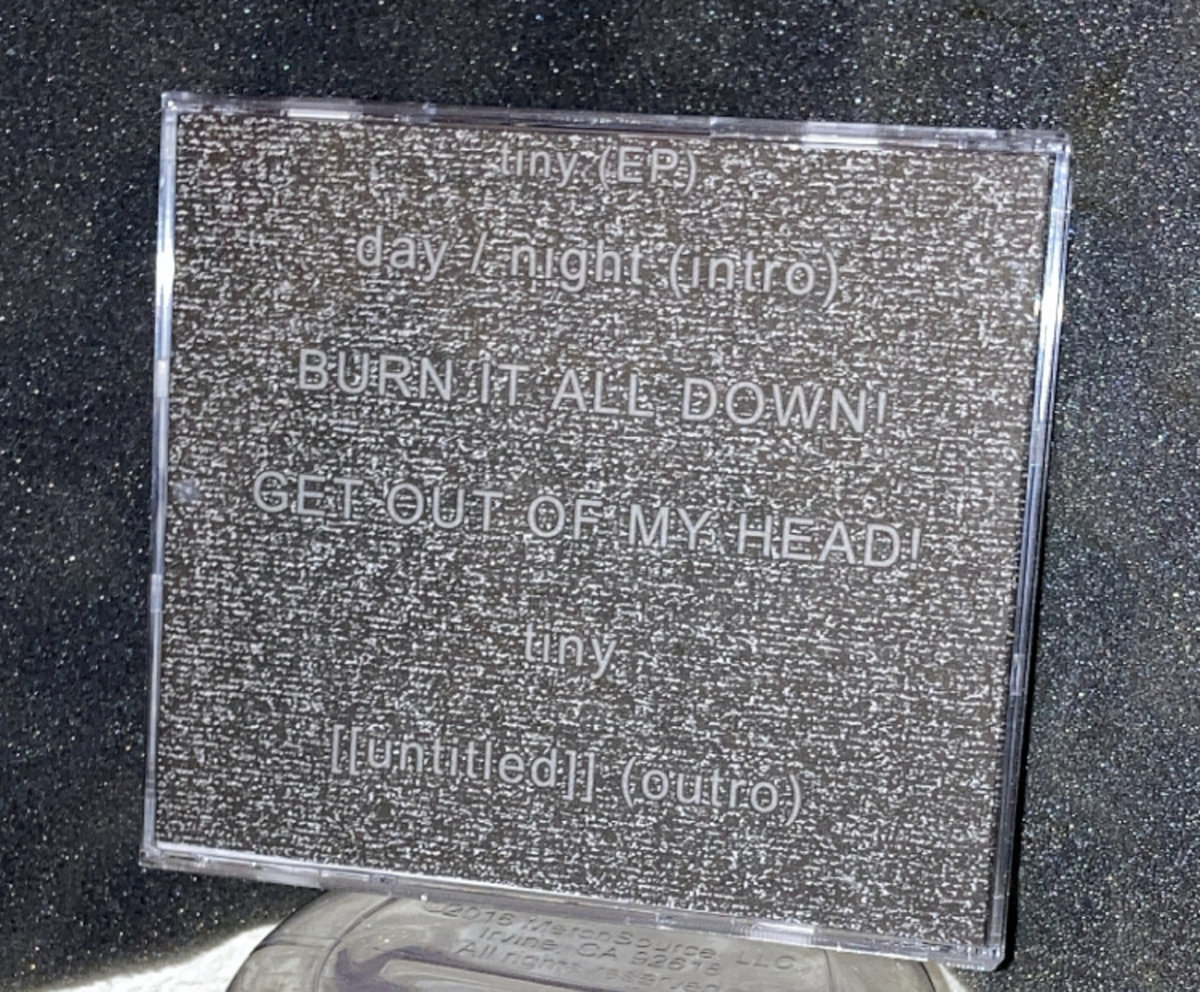 tiny (EP)
day / night (intro)
BURN IT ALL DOWN!
GET OUT OF MY HEAD!
tiny
[[untitled]] (outro)
©2016 MerchSource, LLC
Irvine, CA 92618
All rights reserved